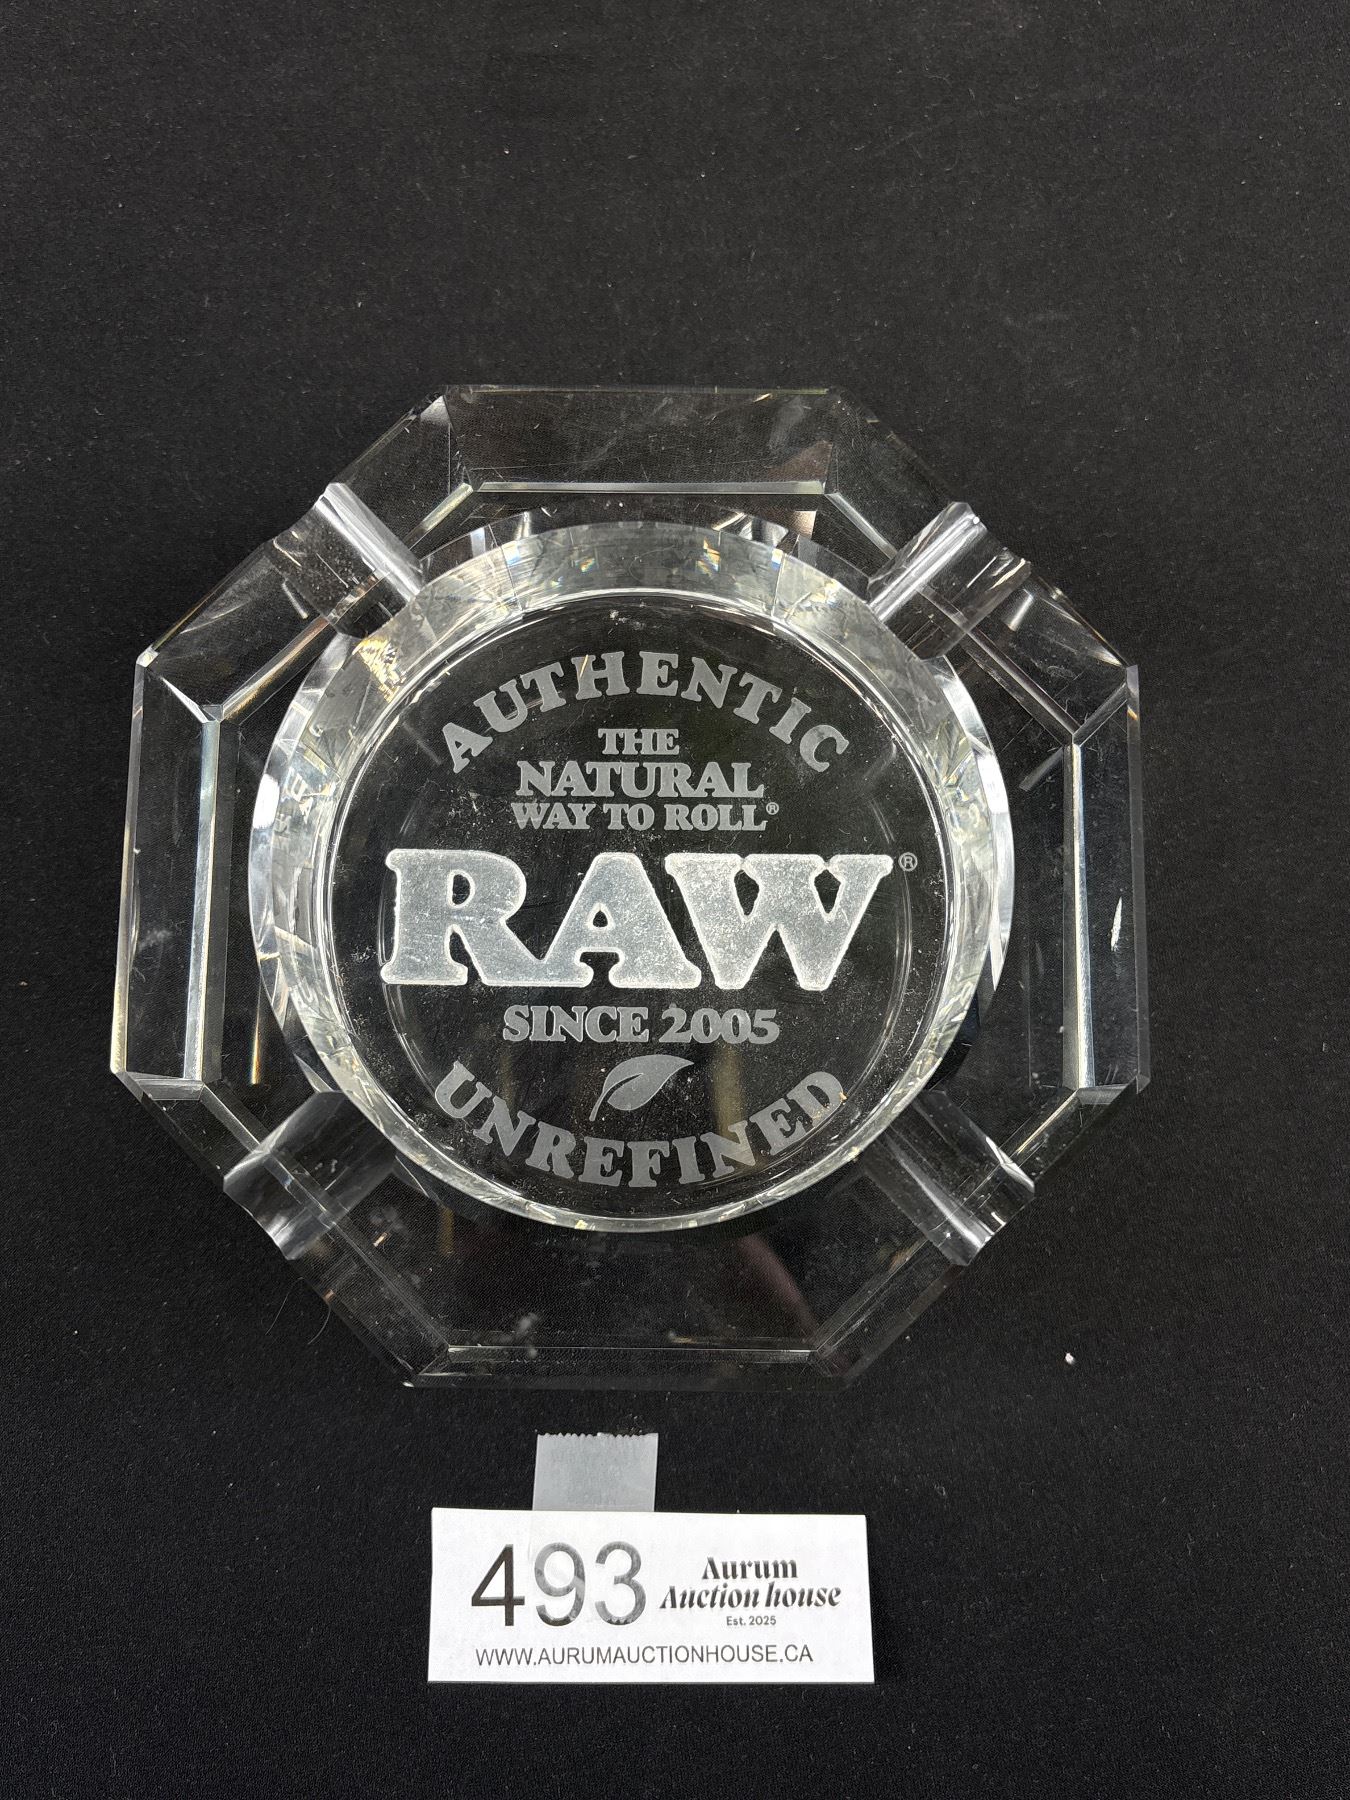 AUTHENTIC
THE
NATURAL
WAY TO ROLL®
RAW®
SINCE 2005
UNREFINED
493
Aurum
Auction house
Est. 2025
WWW.AURUMAUCTIONHOUSE.CA